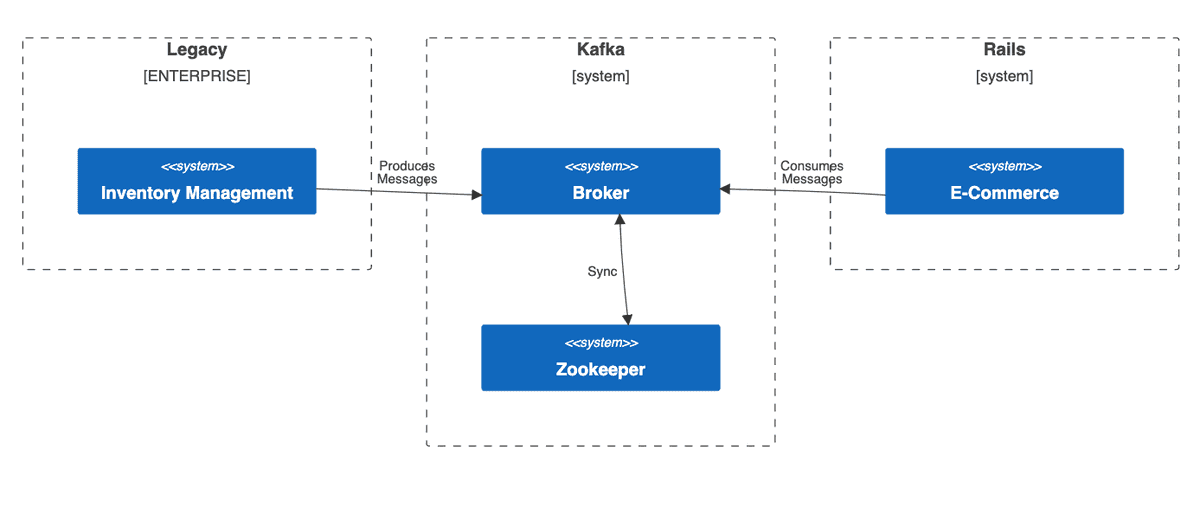 Legacy
[ENTERPRISE]
<<system>>
Inventory Management
Produces
Messages
Kafka
[system]
<<system>>
Broker
Sync
<<system>>
Zookeeper
Consumes
Messages
Rails
[system]
<<system>>
E-Commerce